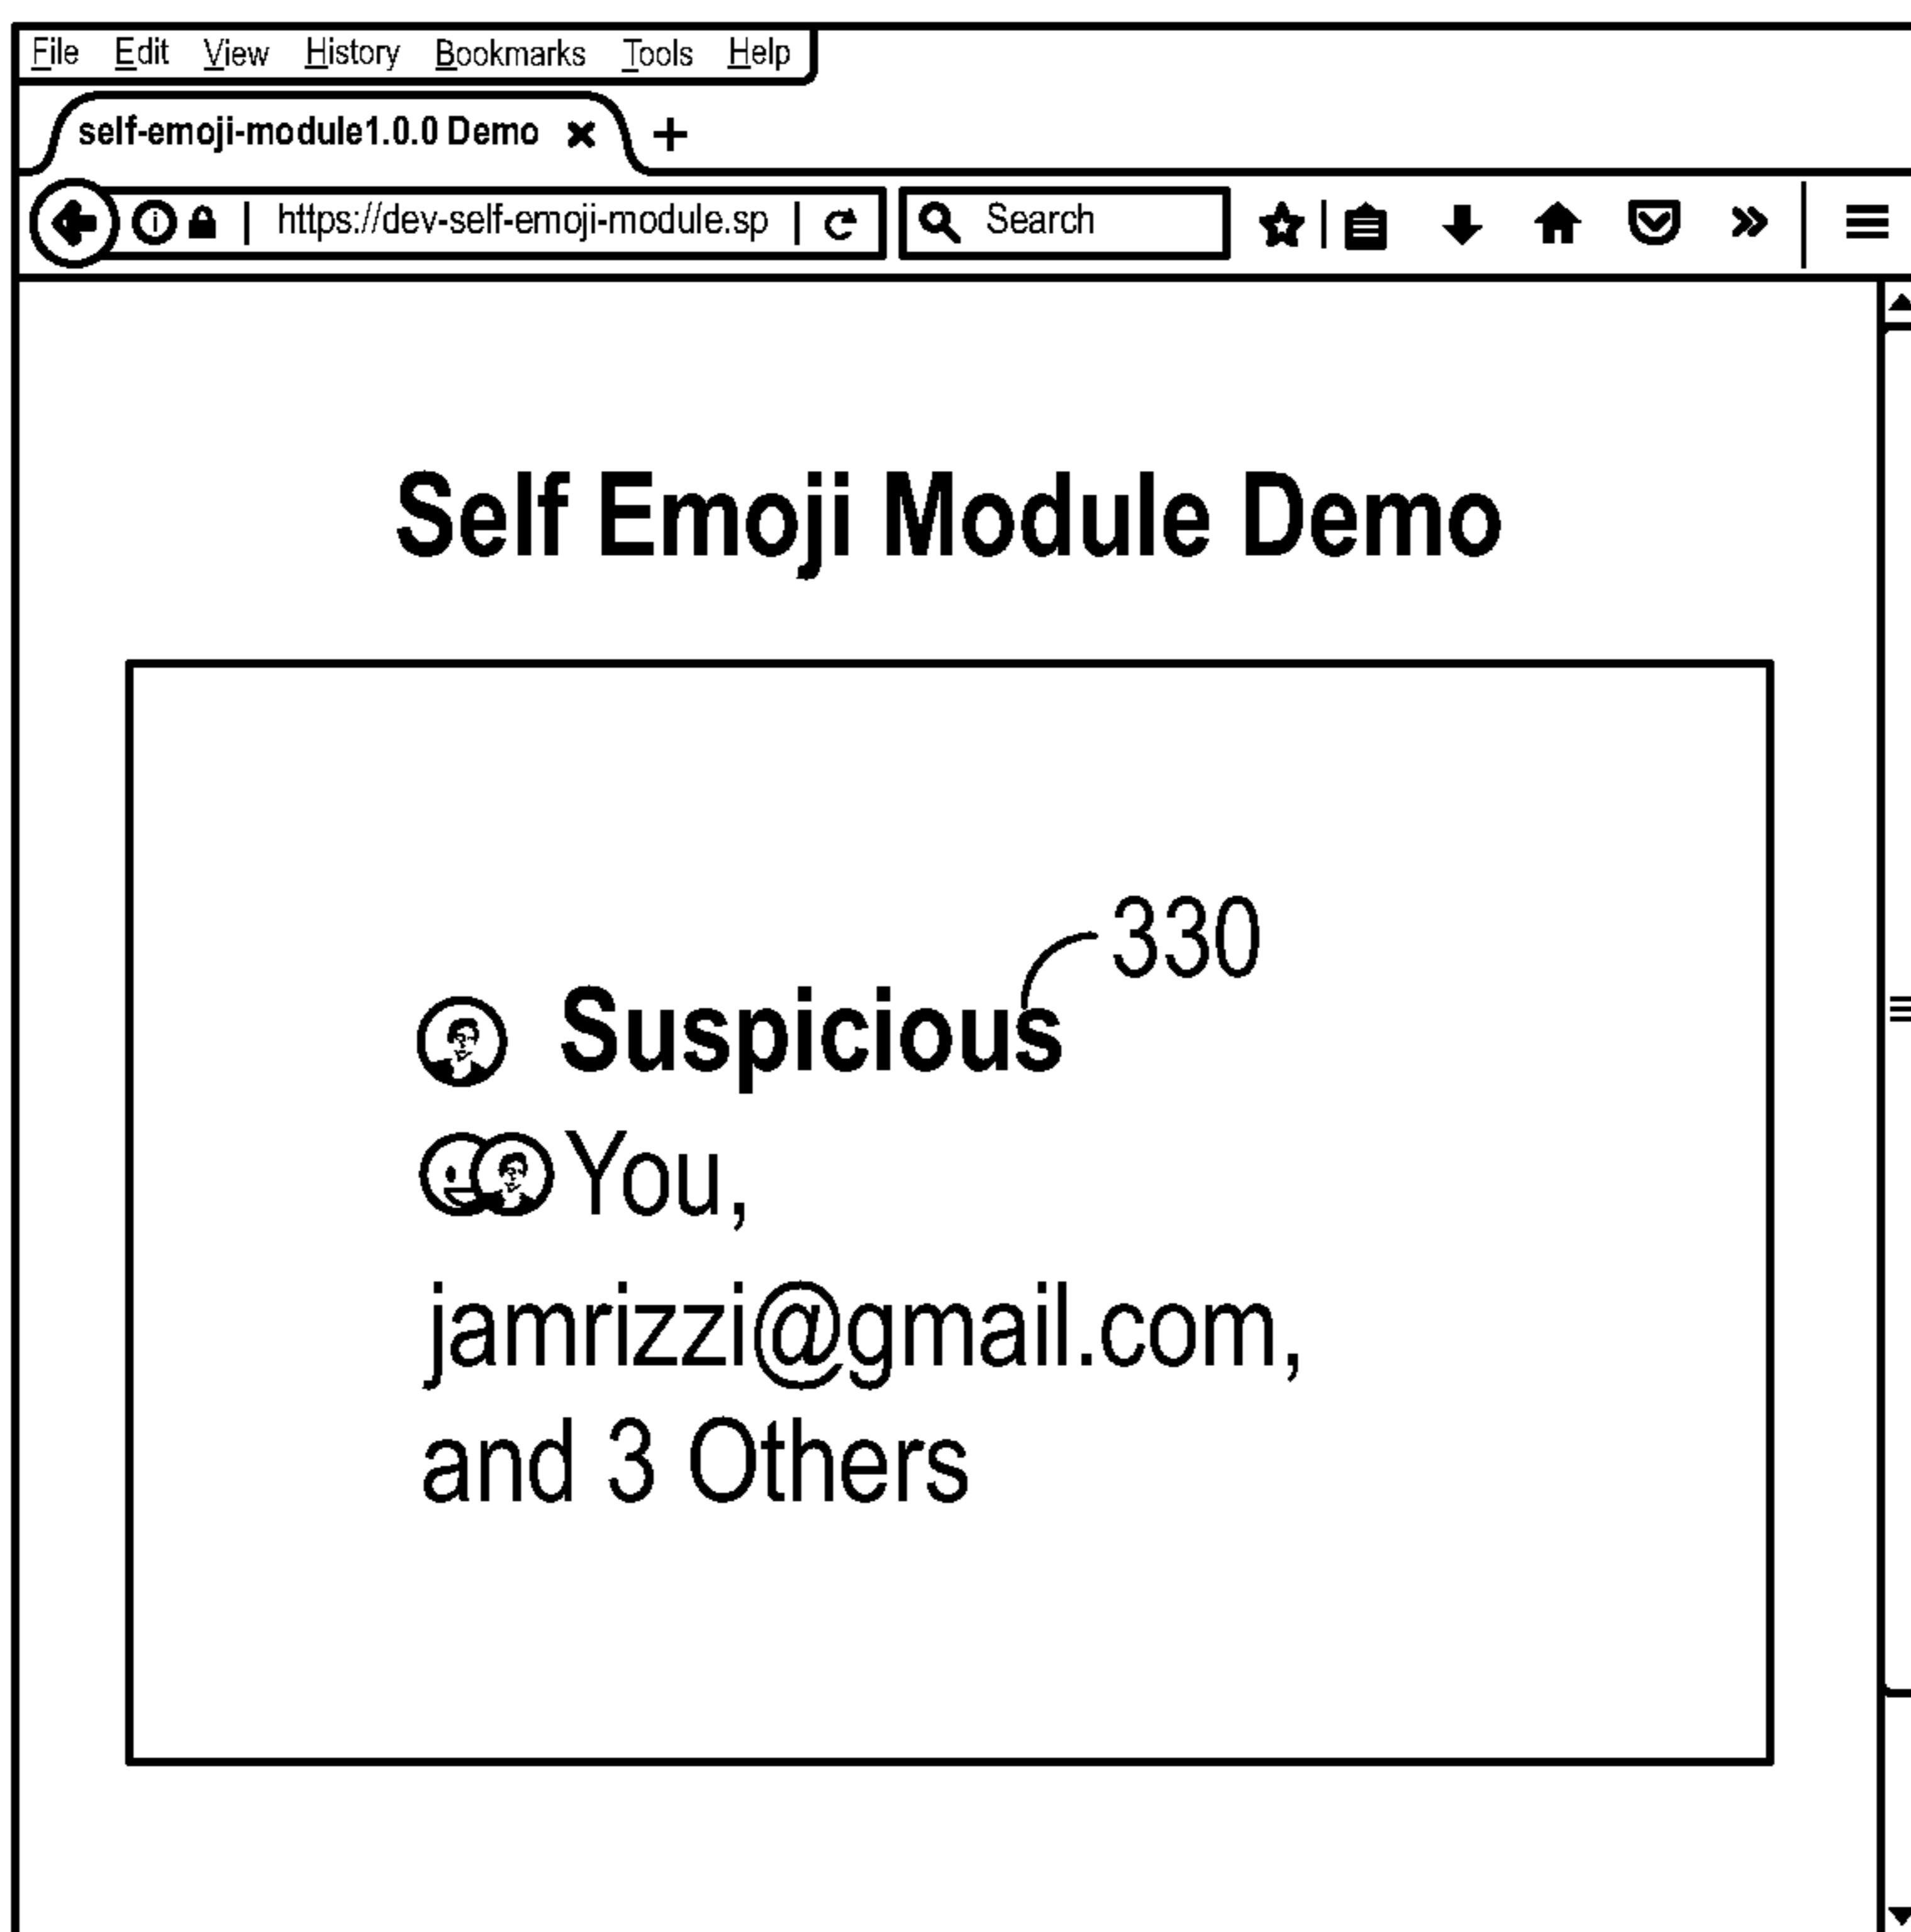 File Edit View History Bookmarks Tools Help
self-emoji-module1.0.0 Demo
https://dev-self-emoji-module.sp
Search
Self Emoji Module Demo
330
Suspicious
You,
jamrizzi@gmail.com,
and 3 Others